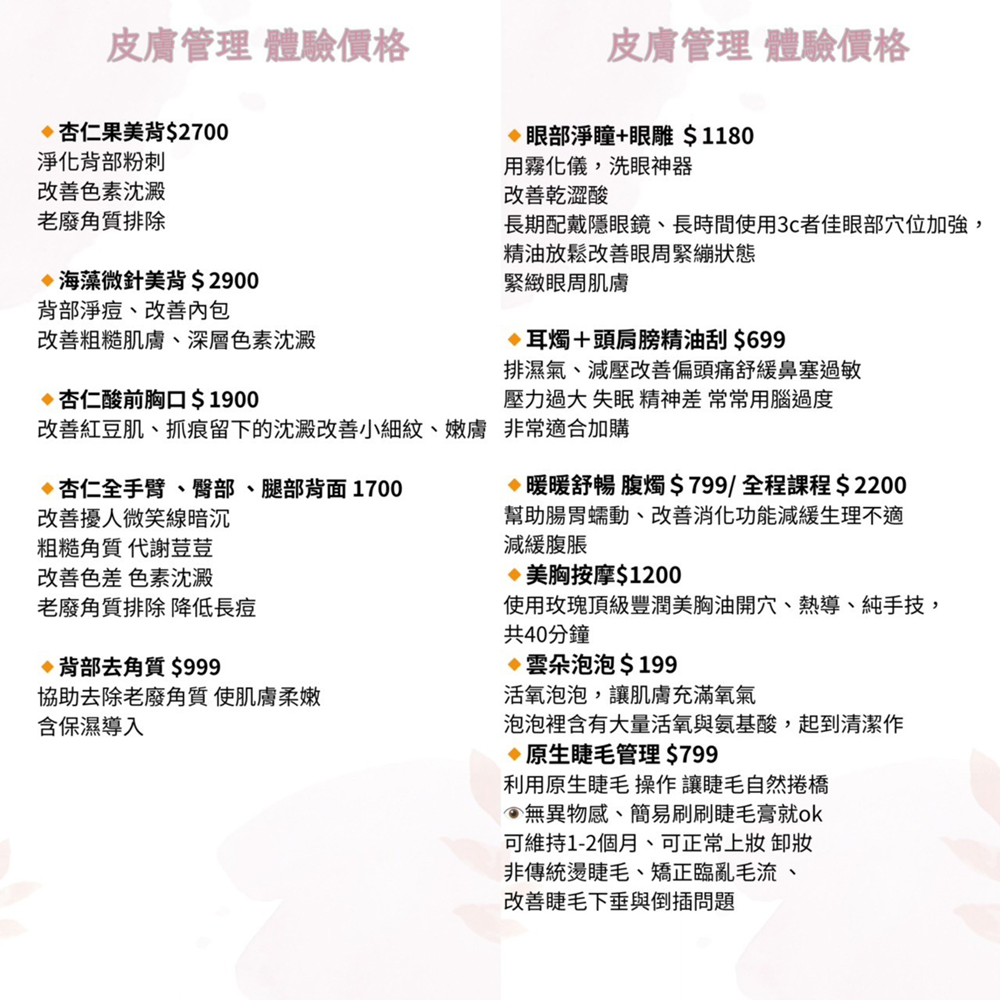 皮膚管理 體驗價格
🔸杏仁果美背$2700
淨化背部粉刺
改善色素沈澱
老廢角質排除
🔸海藻微針美背＄2900
背部淨痘、改善內包
改善粗糙肌膚、深層色素沈澱
🔸杏仁酸前胸口＄1900
改善紅豆肌、抓痕留下的沈澱改善小細紋、嫩膚
🔸杏仁全手臂 、臀部 、腿部背面 1700
改善擾人微笑線暗沉
粗糙角質 代謝荳荳
改善色差 色素沈澱
老廢角質排除 降低長痘
🔸背部去角質 $999
協助去除老廢角質 使肌膚柔嫩
含保濕導入
皮膚管理 體驗價格
🔸眼部淨瞳+眼雕 ＄1180
用霧化儀，洗眼神器
改善乾澀酸
長期配戴隱眼鏡、長時間使用3c者佳眼部穴位加強，
精油放鬆改善眼周緊繃狀態
緊緻眼周肌膚
🔸耳燭＋頭肩膀精油刮 $699
排濕氣、減壓改善偏頭痛舒緩鼻塞過敏
壓力過大 失眠 精神差 常常用腦過度
非常適合加購
🔸暖暖舒暢 腹燭＄799/ 全程課程＄2200
幫助腸胃蠕動、改善消化功能減緩生理不適
減緩腹脹
🔸美胸按摩$1200
使用玫瑰頂級豐潤美胸油開穴、熱導、純手技，
共40分鐘
🔸雲朵泡泡＄199
活氧泡泡，讓肌膚充滿氧氣
泡泡裡含有大量活氧與氨基酸，起到清潔作
🔸原生睫毛管理 $799
利用原生睫毛 操作 讓睫毛自然捲橋
👁無異物感、簡易刷刷睫毛膏就ok
可維持1-2個月、可正常上妝 卸妝
非傳統燙睫毛、矯正臨亂毛流 、
改善睫毛下垂與倒插問題